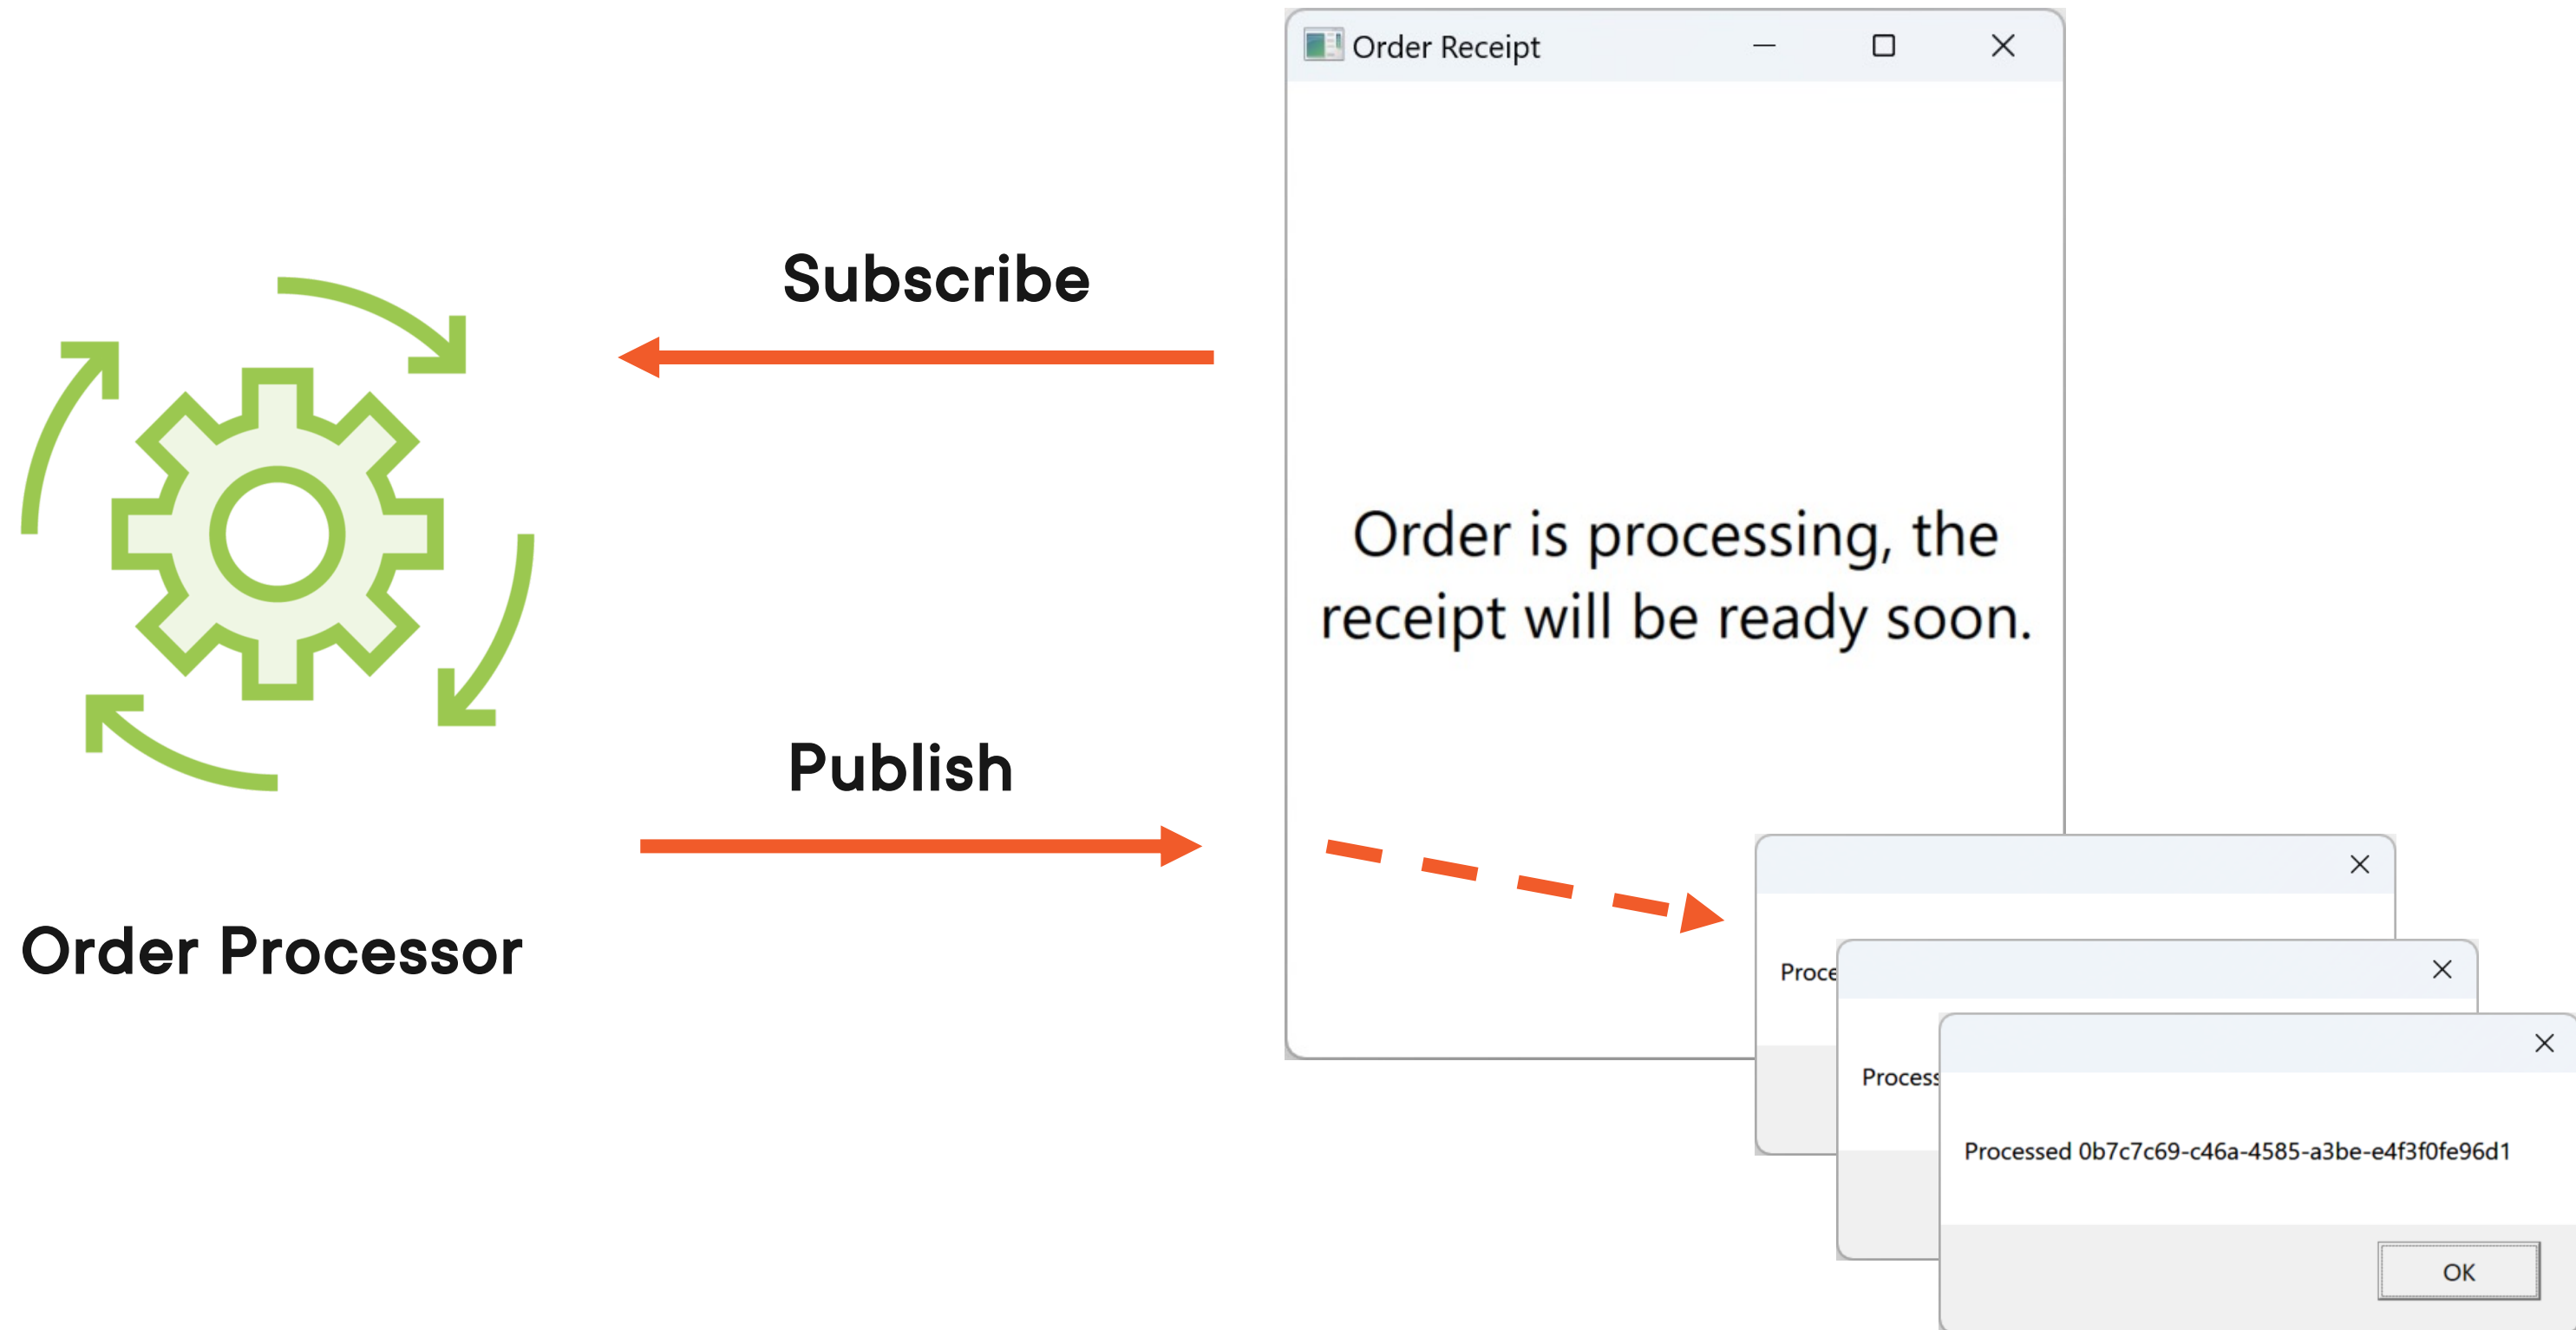 Order Receipt
Subscribe
Order is processing, the
receipt will be ready soon.
Publish
Order Processor
Proce
Process
Processed 0b7c7c69-c46a-4585-a3be-e4f3f0fe96d1
OK